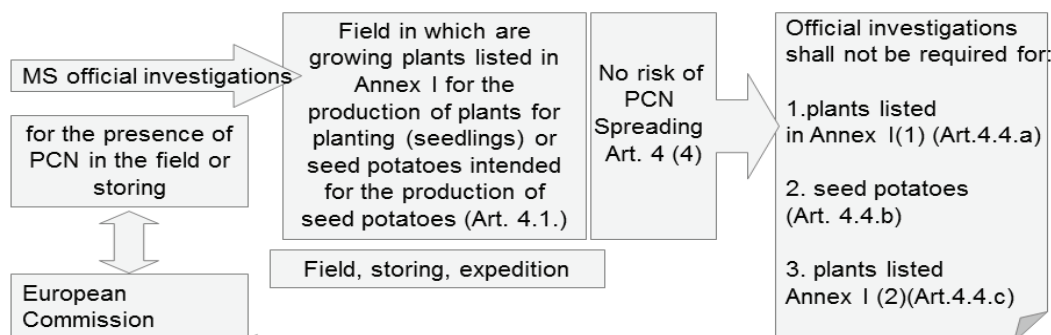 MS official investigations
for the presence of
PCN in the field or
storing
European
Commission
Field in which are
growing plants listed in
Annex I for the
production of plants for
planting (seedlings) or
seed potatoes intended
for the production of
seed potatoes (Art. 4.1.)
Field, storing, expedition
No risk of
PCN
Spreading
Art. 4 (4)
Official investigations
shall not be required for:
1.plants listed
in Annex I(1) (Art.4.4.a)
2. seed potatoes
(Art. 4.4.b)
3. plants listed
Annex I (2)(Art.4.4.c)